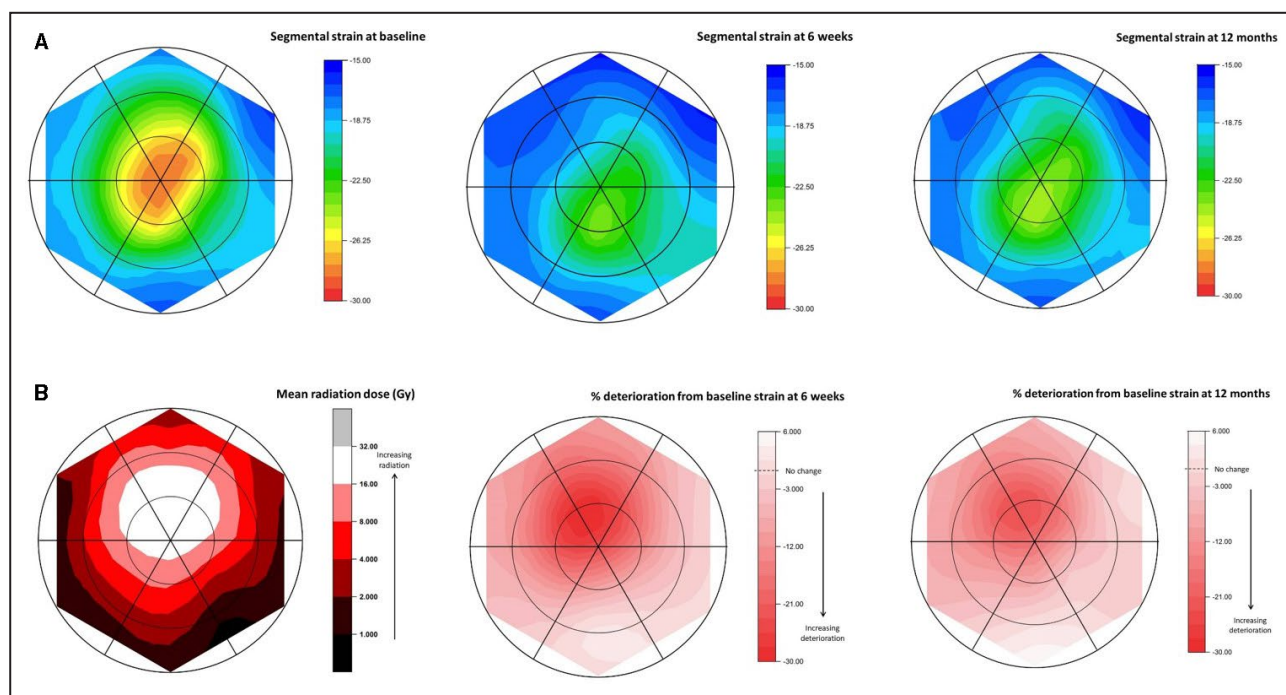 A
Segmental strain at baseline
-15.00
-18.75
-22.50
-26.25
-30.00
Segmental strain at 6 weeks
-15.00
-18.75
-22.50
-26.25
-30.00
Segmental strain at 12 months
-15.00
-18.75
-22.50
-26.25
-30.00
B
Mean radiation dose (Gy)
32.00
16.00
8.000
4.000
2.000
1.000
Increasing
radiation
% deterioration from baseline strain at 6 weeks
6.000
No change
-3.000
-12.00
-21.00
-30.00
Increasing
deterioration
% deterioration from baseline strain at 12 months
6.000
No change
-3.000
-12.00
-21.00
-30.00
Increasing
deterioration